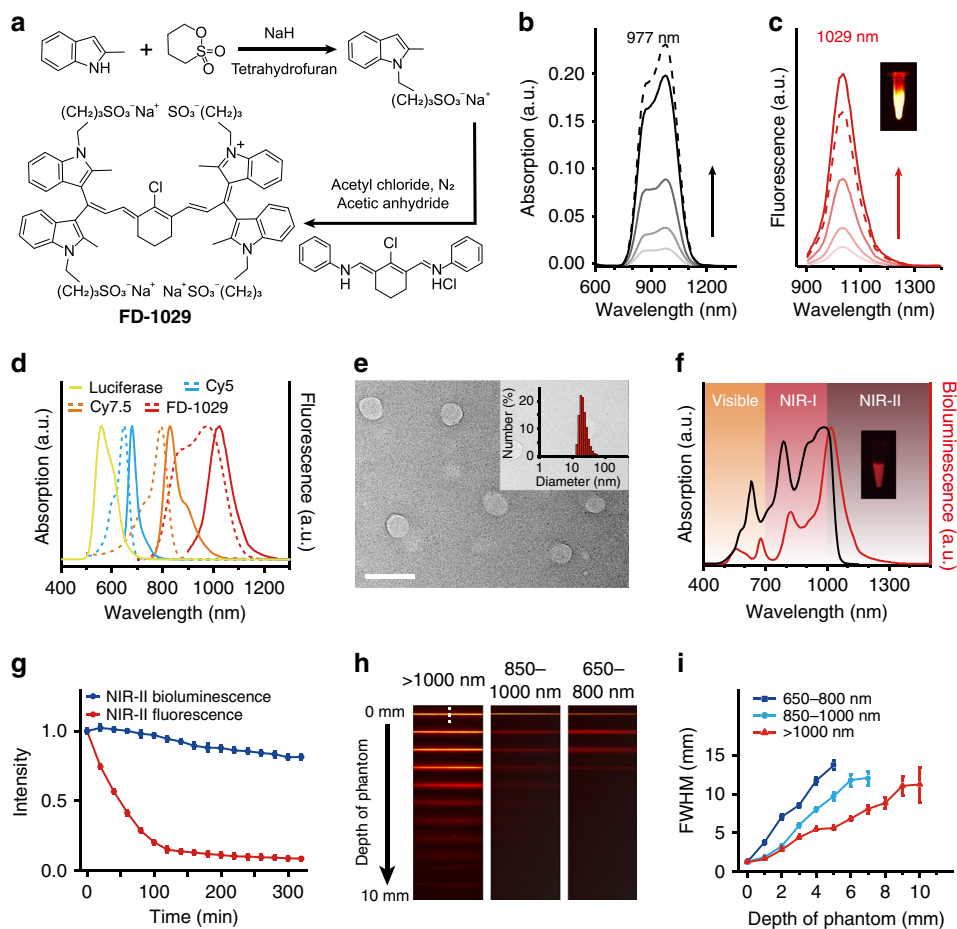 a
NH
+
O
S
O
O
NaH
Tetrahydrofuran
N
(CH₂)₃SO₃⁻Na⁺
(CH₂)₃SO₃⁻Na⁺ SO₃⁻(CH₂)₃
N
N
+
Cl
N
N
(CH₂)₃SO₃⁻Na⁺ Na⁺SO₃⁻(CH₂)₃
FD-1029
Acetyl chloride, N₂
Acetic anhydride
Cl
N
H
N
HCl
b
977 nm
Absorption (a.u.)
0.20
0.15
0.10
0.05
0.00
600 900 1200
Wavelength (nm)
c
1029 nm
Fluorescence (a.u.)
900 1100 1400
Wavelength (nm)
d
Luciferase
Cy5
Cy7.5
FD-1029
Absorption (a.u.)
Fluorescence (a.u.)
400 600 800 1000 1200
Wavelength (nm)
e
Number (%)
20
10
0
1 10 100
Diameter (nm)
f
Visible
NIR-I
NIR-II
Absorption (a.u.)
Bioluminescence (a.u.)
400 700 1000 1300
Wavelength (nm)
g
NIR-II bioluminescence
NIR-II fluorescence
Intensity
1.0
0.5
0.0
0 100 200 300
Time (min)
h
>1000 nm
850–
1000 nm
650–
800 nm
0 mm
Depth of phantom
10 mm
i
650–800 nm
850–1000 nm
>1000 nm
FWHM (mm)
15
10
5
0
0 2 4 6 8 10
Depth of phantom (mm)